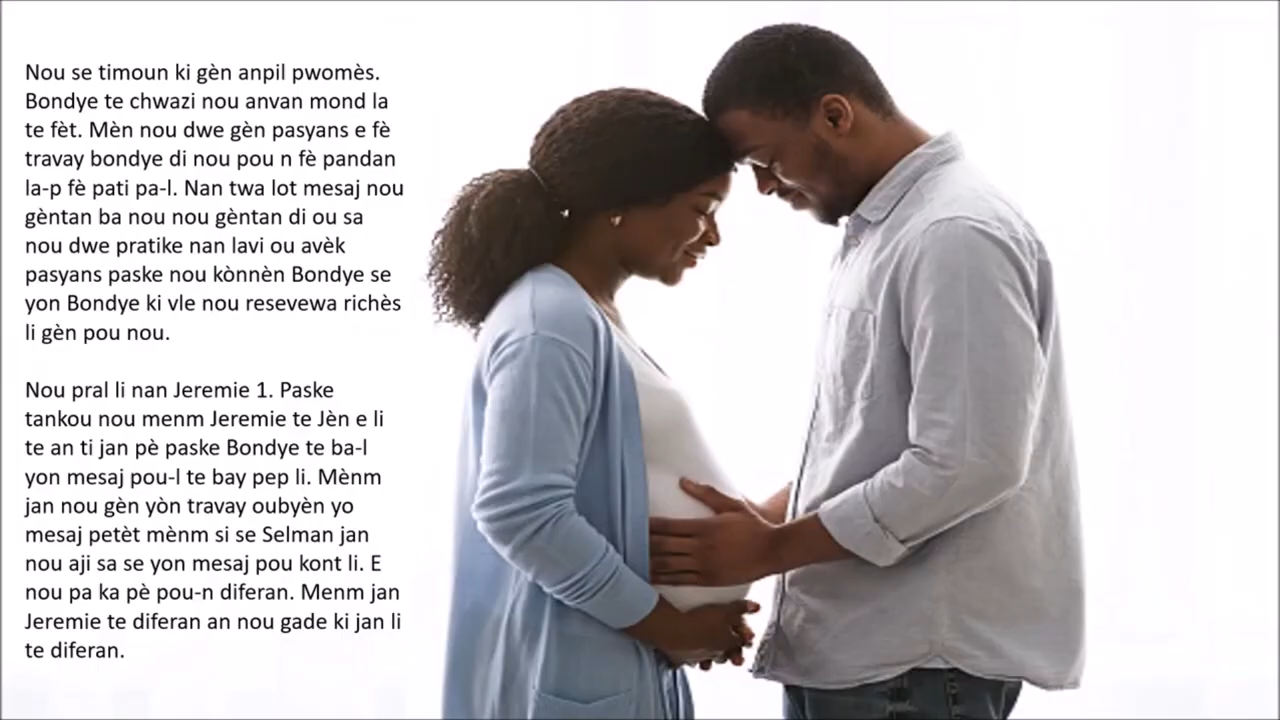 Nou se timoun ki gèn anpil pwomès.
Bondye te chwazi nou anvan mond la
te fèt. Mèn nou dwe gèn pasyans e fè
travay bondye di nou pou n fè pandan
la-p fè pati pa-l. Nan twa lot mesaj nou
gèntan ba nou nou gèntan di ou sa
nou dwe pratike nan lavi ou avèk
pasyans paske nou kònnèn Bondye se
yon Bondye ki vle nou resevewa richès
li gèn pou nou.
Nou pral li nan Jeremie 1. Paske
tankou nou menm Jeremie te Jèn e li
te an ti jan pè paske Bondye te ba-l
yon mesaj pou-l te bay pep li. Mènm
jan nou gèn yòn travay oubyèn yo
mesaj petèt mènm si se Selman jan
nou aji sa se yon mesaj pou kont li. E
nou pa ka pè pou-n diferan. Menm jan
Jeremie te diferan an nou gade ki jan li
te diferan.